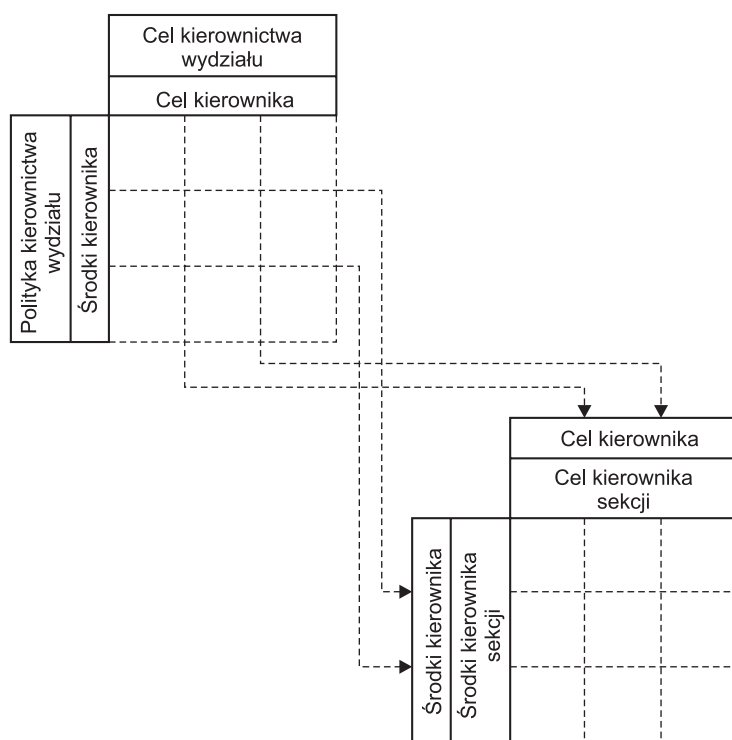 Cel kierownictwa
wydziału
Cel kierownika
Polityka kierownictwa
wydziału
Środki kierownika
Cel kierownika
Cel kierownika
sekcji
Środki kierownika
Środki kierownika
sekcji